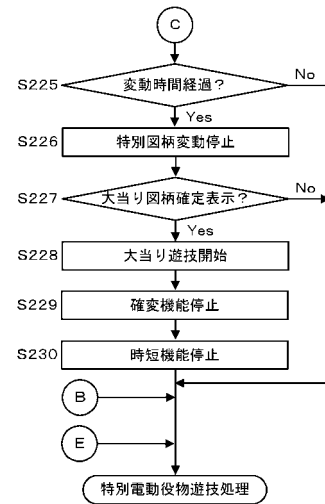 C
S225 変動時間経過? No
Yes
S226 特別図柄変動停止
S227 大当り図柄確定表示? No
Yes
S228 大当り遊技開始
S229 確変機能停止
S230 時短機能停止
B
E
特別電動役物遊技処理